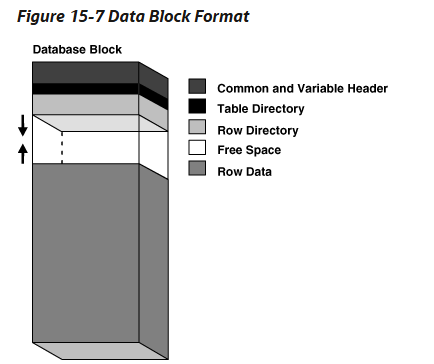 Figure 15-7 Data Block Format
Database Block
Common and Variable Header
Table Directory
Row Directory
Free Space
Row Data